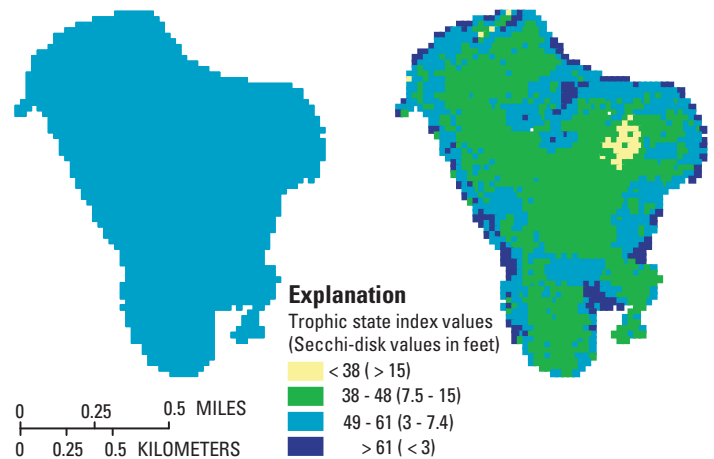 Explanation
Trophic state index values
(Secchi-disk values in feet)
< 38 ( > 15)
38 - 48 (7.5 - 15)
49 - 61 (3 - 7.4)
> 61 ( < 3)
0 0.25 0.5 MILES
0 0.25 0.5 KILOMETERS